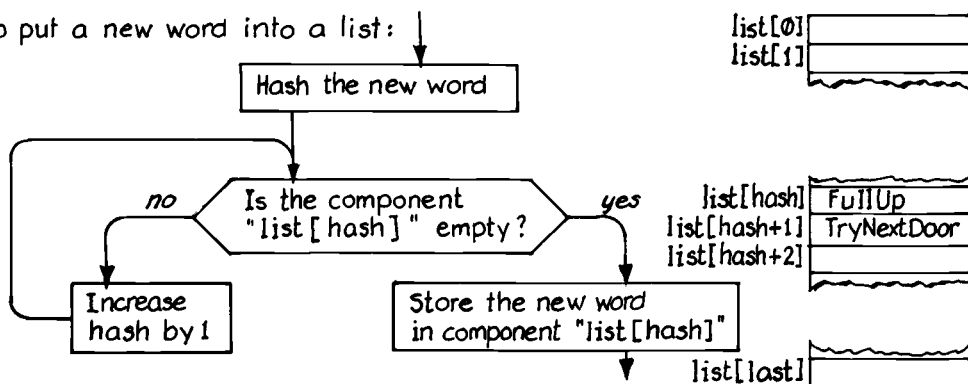 put a new word into a list:
Hash the new word
Is the component
"list[hash]" empty?
no
yes
Increase
hash by 1
Store the new word
in component "list[hash]"
list[0]
list[1]
list[hash] FullUp
list[hash+1] TryNextDoor
list[hash+2]
list[last]